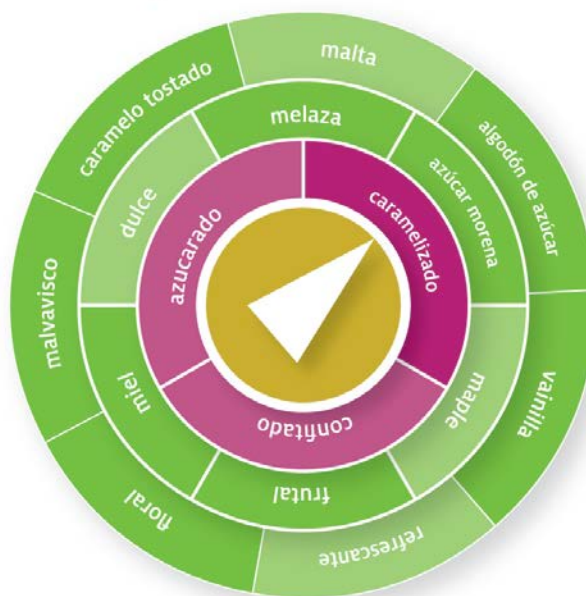 malta
algodón de azúcar
vainilla
refrescante
floral
malvavisco
caramelo tostado
melaza
azúcar morena
maple
frutal
miel
dulce
caramelizado
confitado
azucarado